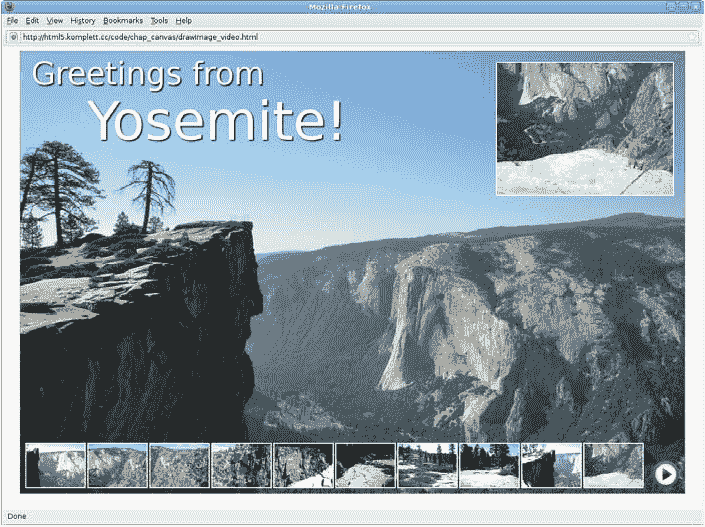 Mozilla Firefox
File Edit View History Bookmarks Tools Help
http://html5.komplett.cc/code/chap_canvas/drawImage_video.html
Greetings from
Yosemite!
Done